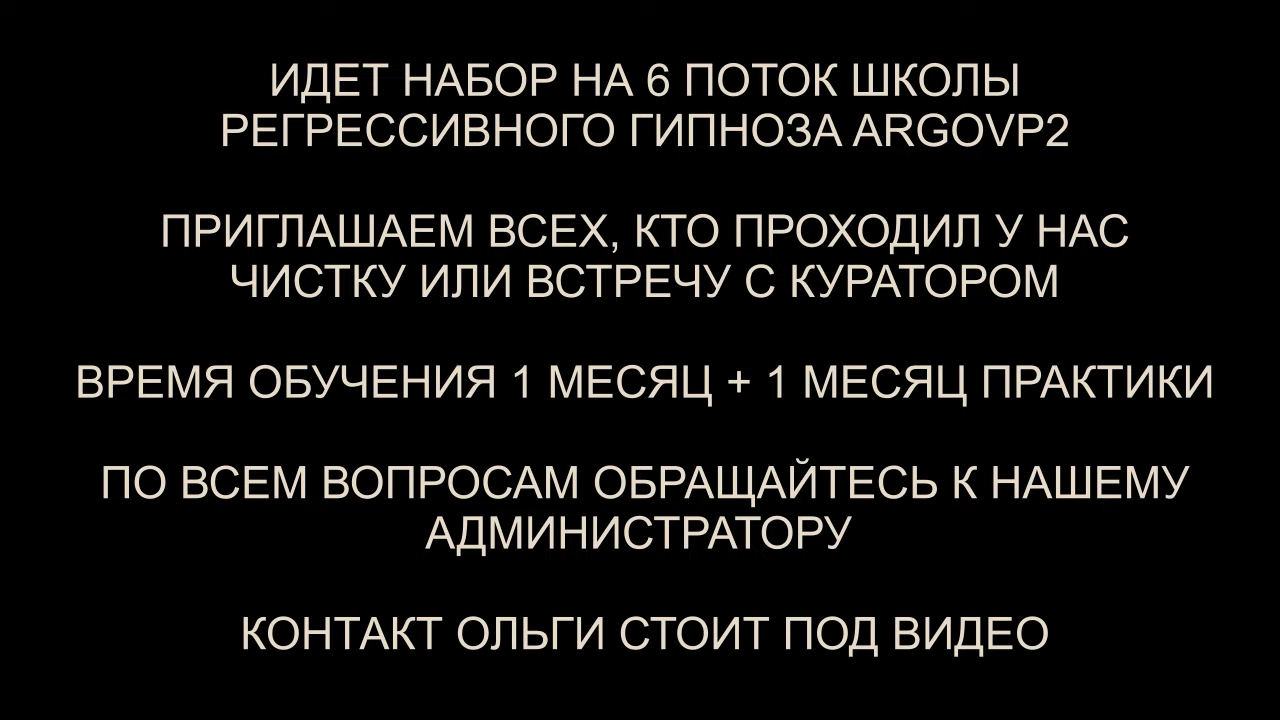 ИДЕТ НАБОР НА 6 ПОТОК ШКОЛЫ
РЕГРЕССИВНОГО ГИПНОЗА ARGOVP2
ПРИГЛАШАЕМ ВСЕХ, КТО ПРОХОДИЛ У НАС
ЧИСТКУ ИЛИ ВСТРЕЧУ С КУРАТОРОМ
ВРЕМЯ ОБУЧЕНИЯ 1 МЕСЯЦ + 1 МЕСЯЦ ПРАКТИКИ
ПО ВСЕМ ВОПРОСАМ ОБРАЩАЙТЕСЬ К НАШЕМУ
АДМИНИСТРАТОРУ
КОНТАКТ ОЛЬГИ СТОИТ ПОД ВИДЕО